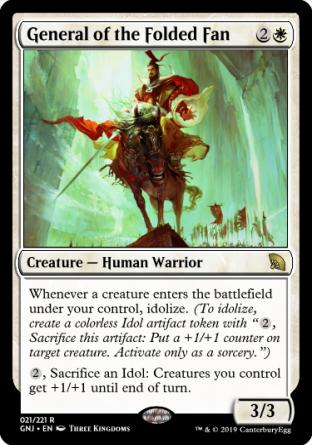 General of the Folded Fan 2
Creature — Human Warrior
Whenever a creature enters the battlefield
under your control, idolize. (To idolize,
create a colorless Idol artifact token with “2,
Sacrifice this artifact: Put a +1/+1 counter on
target creature. Activate only as a sorcery.”)
2, Sacrifice an Idol: Creatures you control
get +1/+1 until end of turn.
3/3
021/221 R
GNJ • EN Three Kingdoms
™ & © 2019 CanterburyEgg